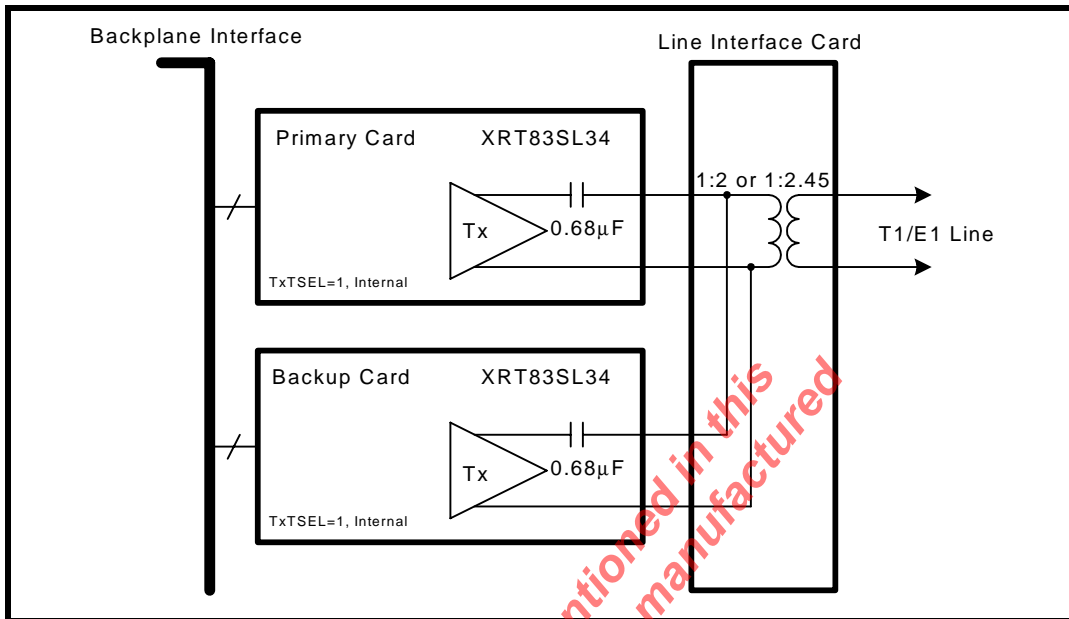 Backplane Interface
Line Interface Card
Primary Card
XRT83SL34
1:2 or 1:2.45
Tx
0.68μF
T1/E1 Line
TxTSEL=1, Internal
Backup Card
XRT83SL34
Tx
0.68μF
TxTSEL=1, Internal
ntioned in this
manufactured